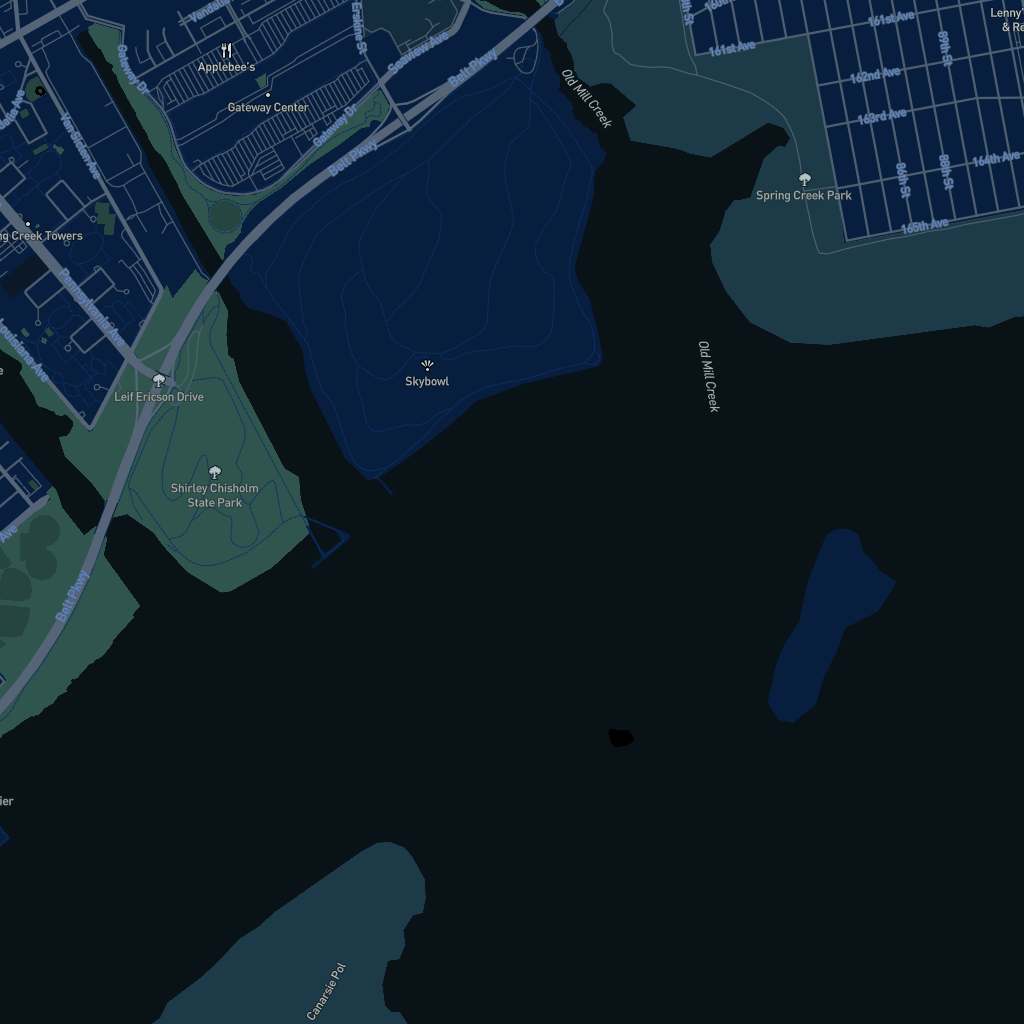 Vandalia
Erskine St
Seaview Ave
Belt Pkwy
Gateway Dr
Applebee's
Gateway Center
Gateway Dr
Belt Pkwy
Van Siclen Ave
Old Mill Creek
161st Ave
161st Ave
162nd Ave
163rd Ave
164th Ave
165th Ave
89th St
88th St
86th St
Lenny'
& Re
Spring Creek Park
ng Creek Towers
Pennsylvania Ave
Louisiana Ave
Old Mill Creek
Skybowl
Leif Ericson Drive
Shirley Chisholm
State Park
Ave
Belt Pkwy
ier
Canarsie Pol